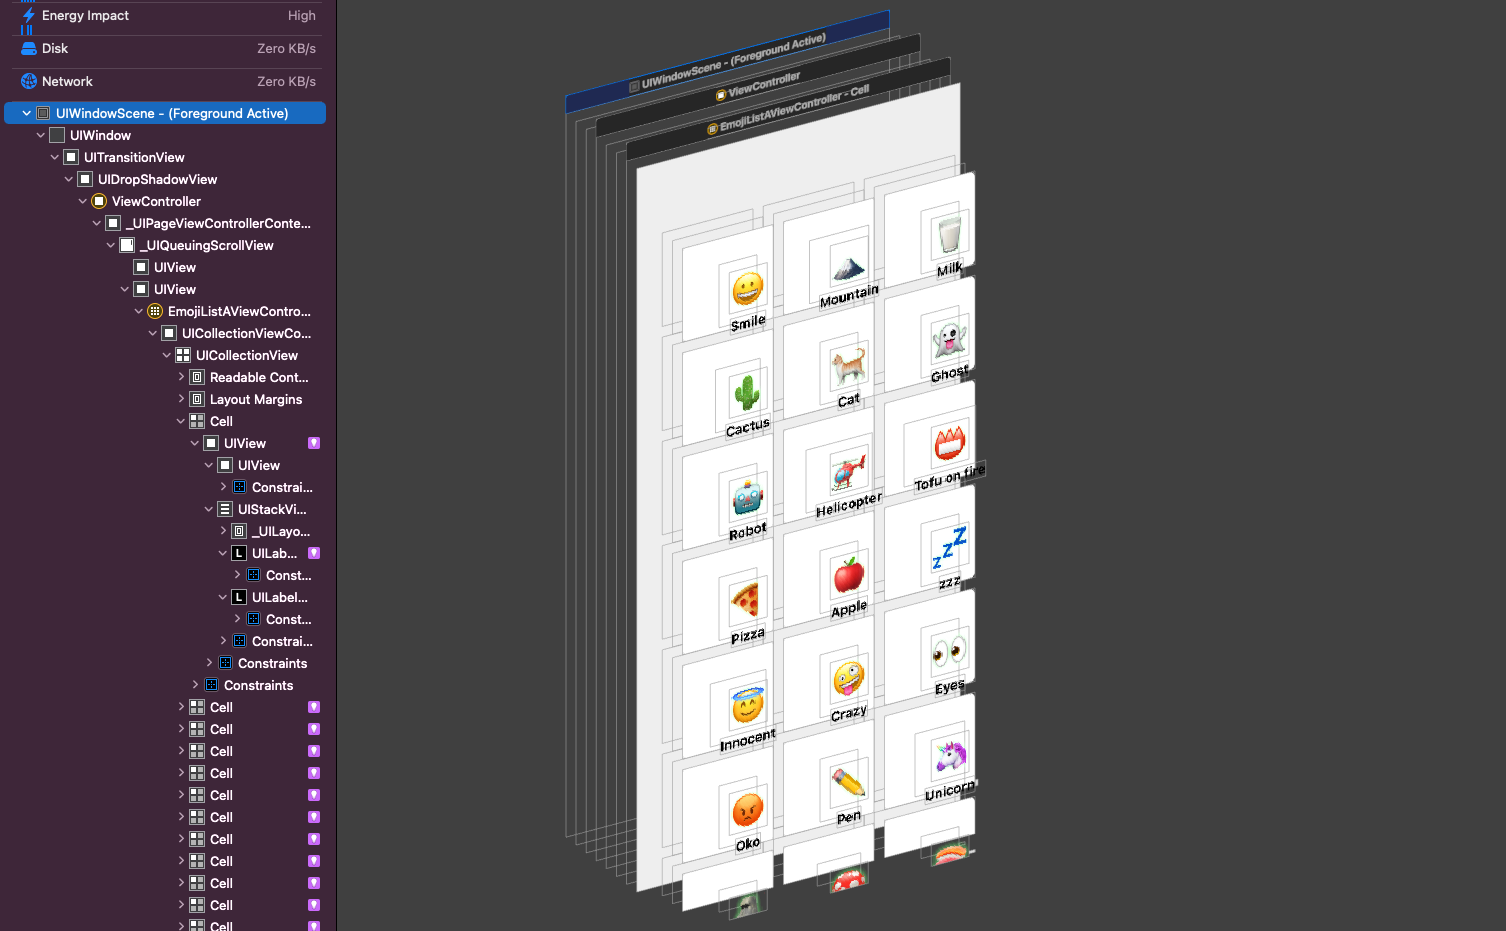 Energy Impact High
Disk Zero KB/s
Network Zero KB/s
UIWindowScene - (Foreground Active)
UIWindow
UITransitionView
UIDropShadowView
ViewController
_UIPageViewControllerConte...
_UIQueuingScrollView
UIView
UIView
EmojiListAViewContro...
UICollectionViewCo...
UICollectionView
Readable Cont...
Layout Margins
Cell
UIView
UIView
Constrai...
UIStackVi...
_UILayo...
L UILab...
Const...
L UILabel...
Const...
Constrai...
Constraints
Constraints
Cell
Cell
Cell
Cell
Cell
Cell
Cell
Cell
Cell
Cell
Cell
UIWindowScene - (Foreground Active)
ViewController
EmojiListAViewController - Cell
Smile Mountain Milk
Cactus Cat Ghost
Robot Helicopter Tofu on fire
Pizza Apple zzz
Innocent Crazy Eyes
Oko Pen Unicorn